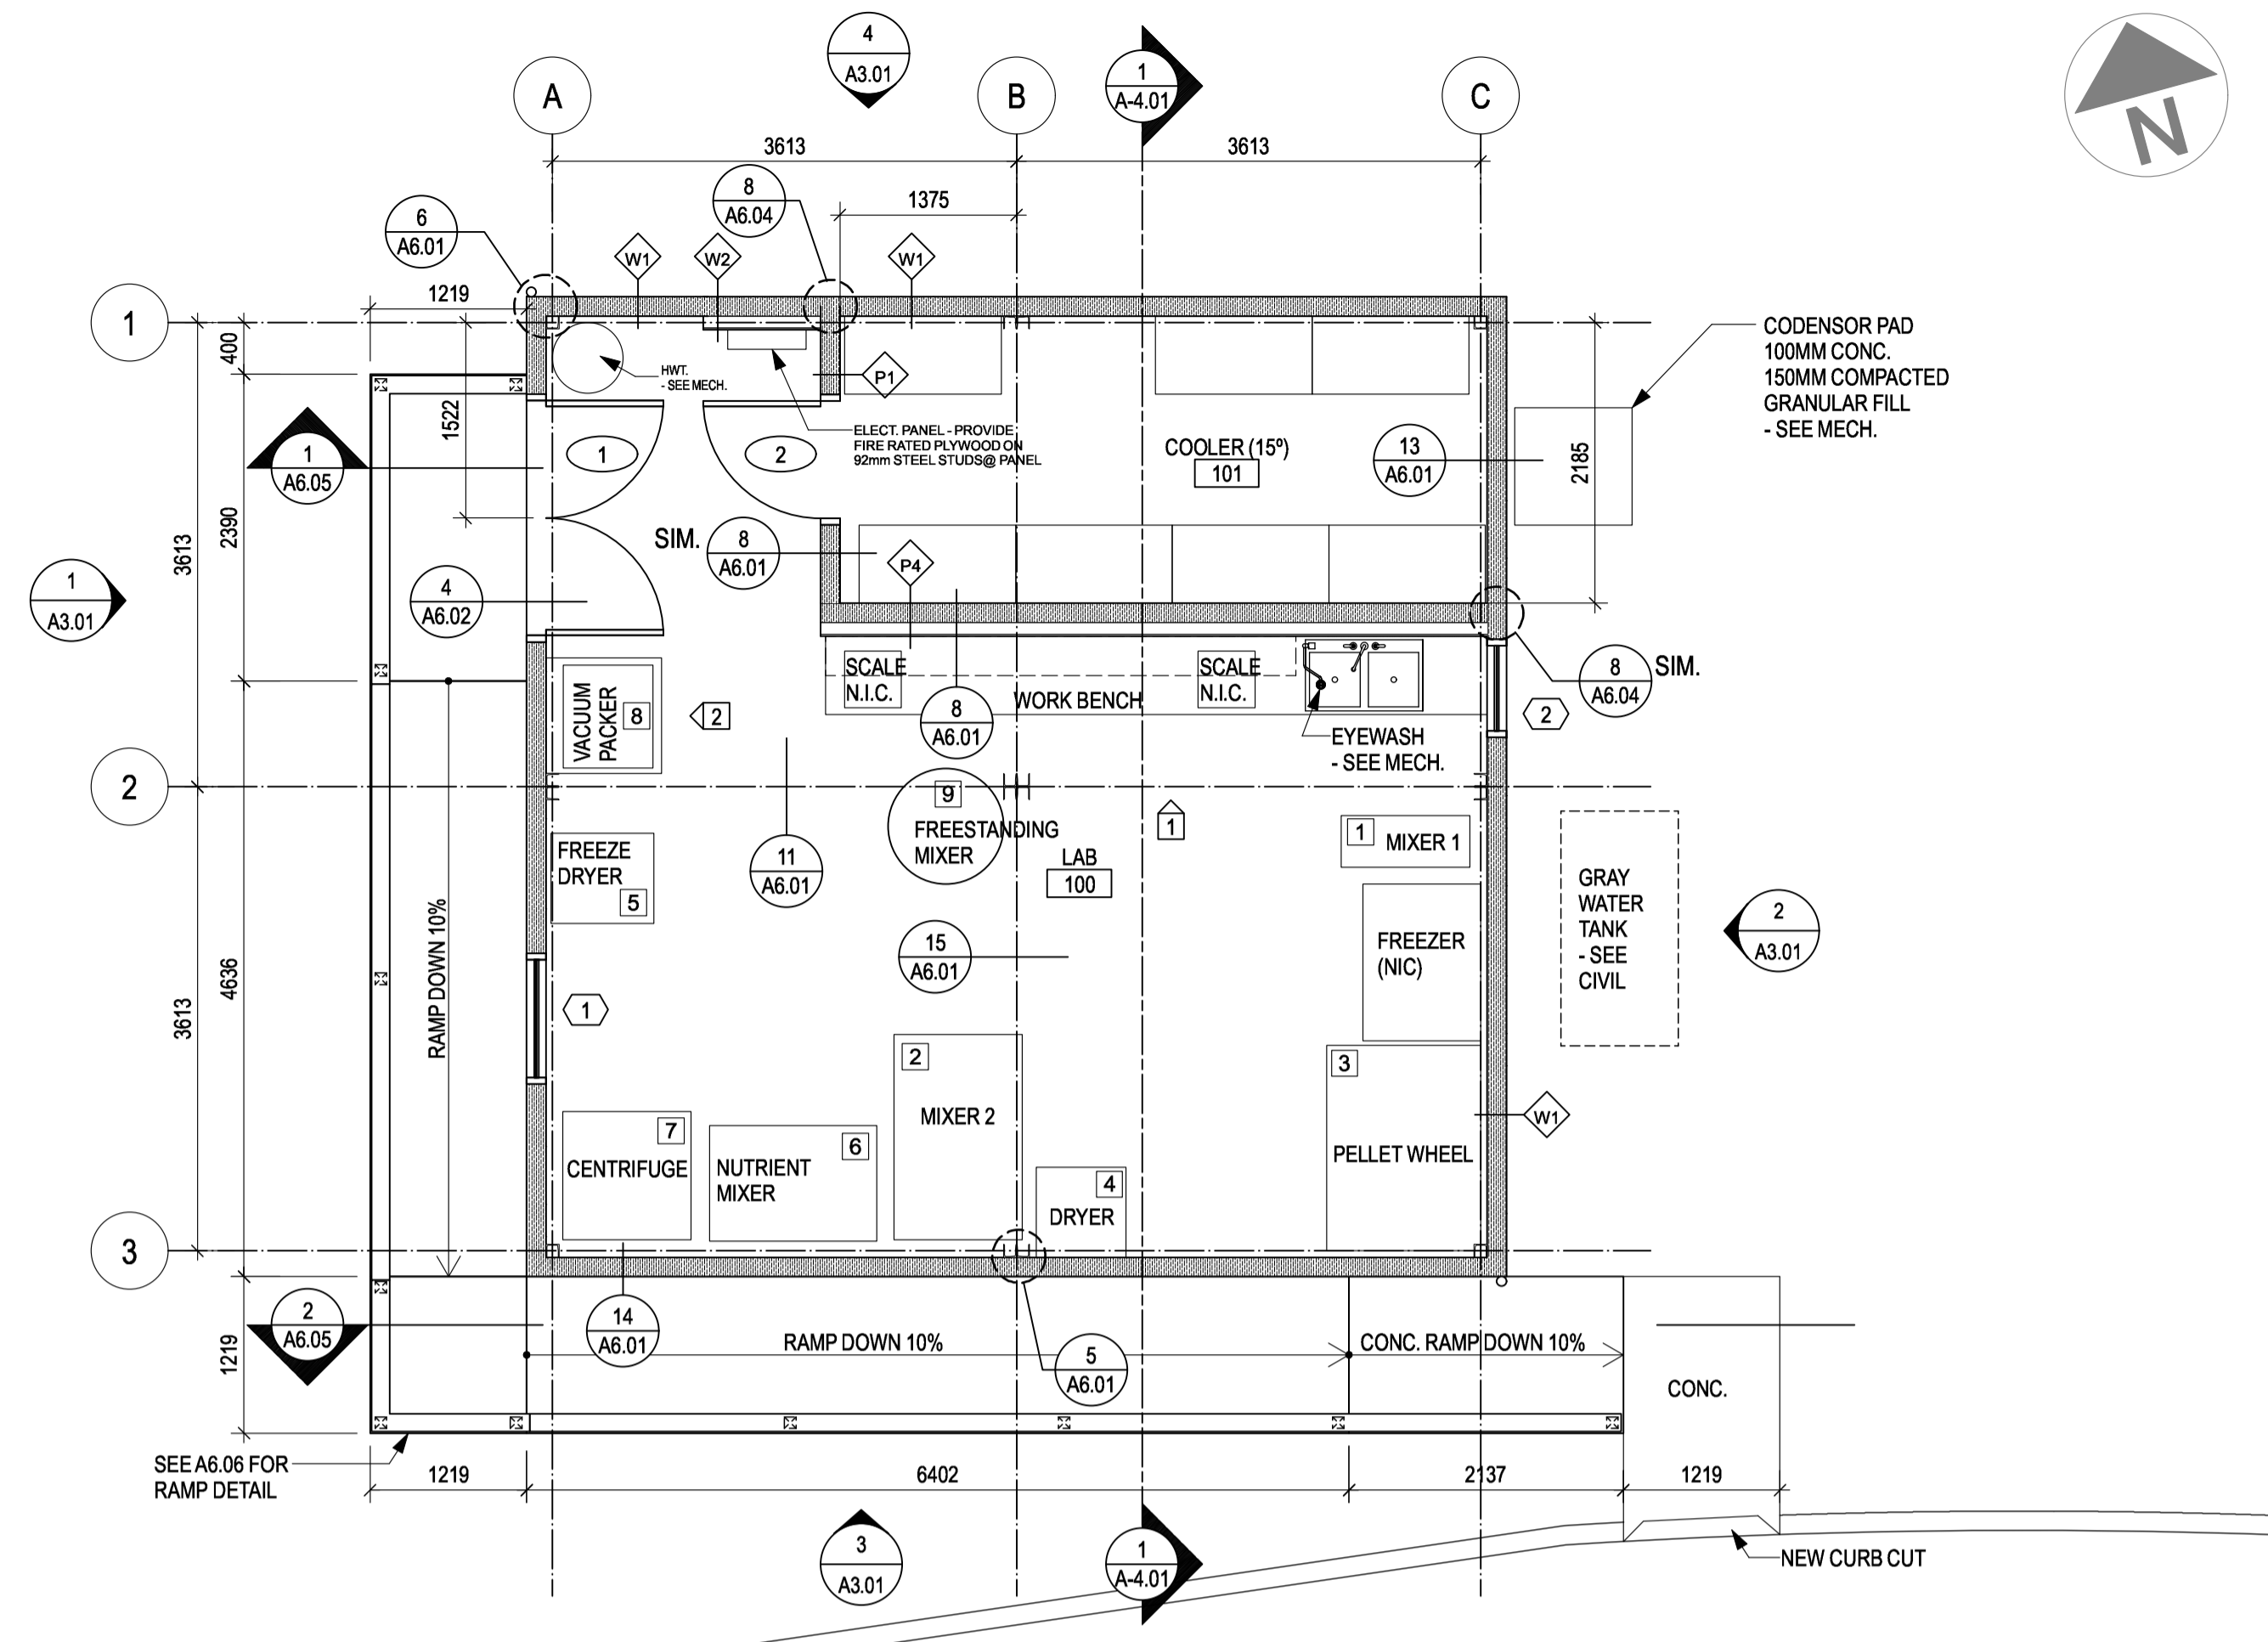 4
A3.01
1
A-4.01
A
B
C
N
3613
3613
8
A6.04
1375
6
A6.01
W1
W2
W1
1219
1
CODENSOR PAD
100MM CONC.
150MM COMPACTED
GRANULAR FILL
- SEE MECH.
400
HWT.
- SEE MECH.
P1
1522
ELECT. PANEL - PROVIDE
FIRE RATED PLYWOOD ON
92mm STEEL STUDS@ PANEL
1
A6.05
1
2
COOLER (15º)
101
13
A6.01
2185
3613
2390
SIM.
8
A6.01
P4
1
A3.01
4
A6.02
8
A6.04
SIM.
VACUUM
PACKER
8
2
SCALE
N.I.C.
WORK BENCH
SCALE
N.I.C.
8
A6.01
EYEWASH
- SEE MECH.
2
2
9
FREESTANDING
MIXER
1
1
MIXER 1
FREEZE
DRYER
5
11
A6.01
LAB
100
GRAY
WATER
TANK
- SEE
CIVIL
2
A3.01
RAMP DOWN 10%
15
A6.01
FREEZER
(NIC)
3613
4636
1
2
MIXER 2
3
PELLET WHEEL
W1
7
CENTRIFUGE
6
NUTRIENT
MIXER
4
DRYER
3
2
A6.05
14
A6.01
RAMP DOWN 10%
5
A6.01
CONC. RAMP DOWN 10%
CONC.
1219
SEE A6.06 FOR
RAMP DETAIL
1219
6402
2137
1219
3
A3.01
1
A-4.01
NEW CURB CUT